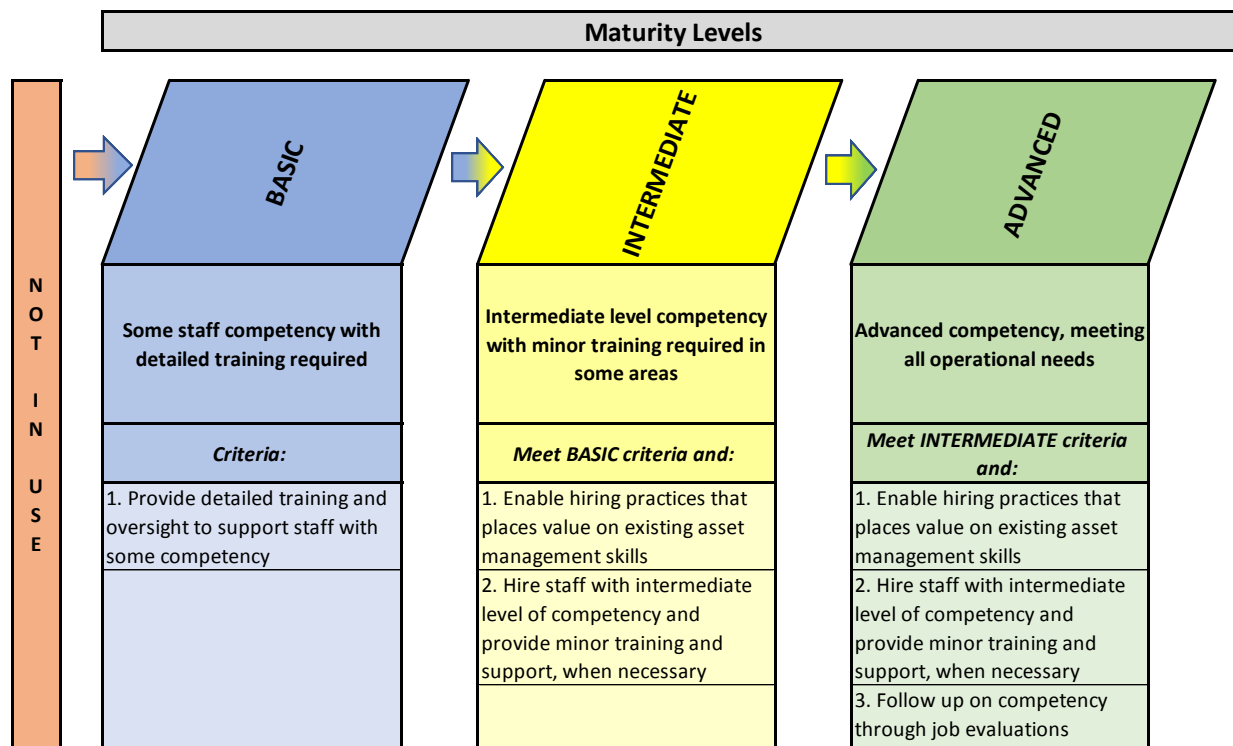 Maturity Levels
NOT IN USE
BASIC
INTERMEDIATE
ADVANCED
Some staff competency with
detailed training required
Intermediate level competency
with minor training required in
some areas
Advanced competency, meeting
all operational needs
Criteria:
Meet BASIC criteria and:
Meet INTERMEDIATE criteria
and:
1. Provide detailed training and
oversight to support staff with
some competency
1. Enable hiring practices that
places value on existing asset
management skills
2. Hire staff with intermediate
level of competency and
provide minor training and
support, when necessary
1. Enable hiring practices that
places value on existing asset
management skills
2. Hire staff with intermediate
level of competency and
provide minor training and
support, when necessary
3. Follow up on competency
through job evaluations